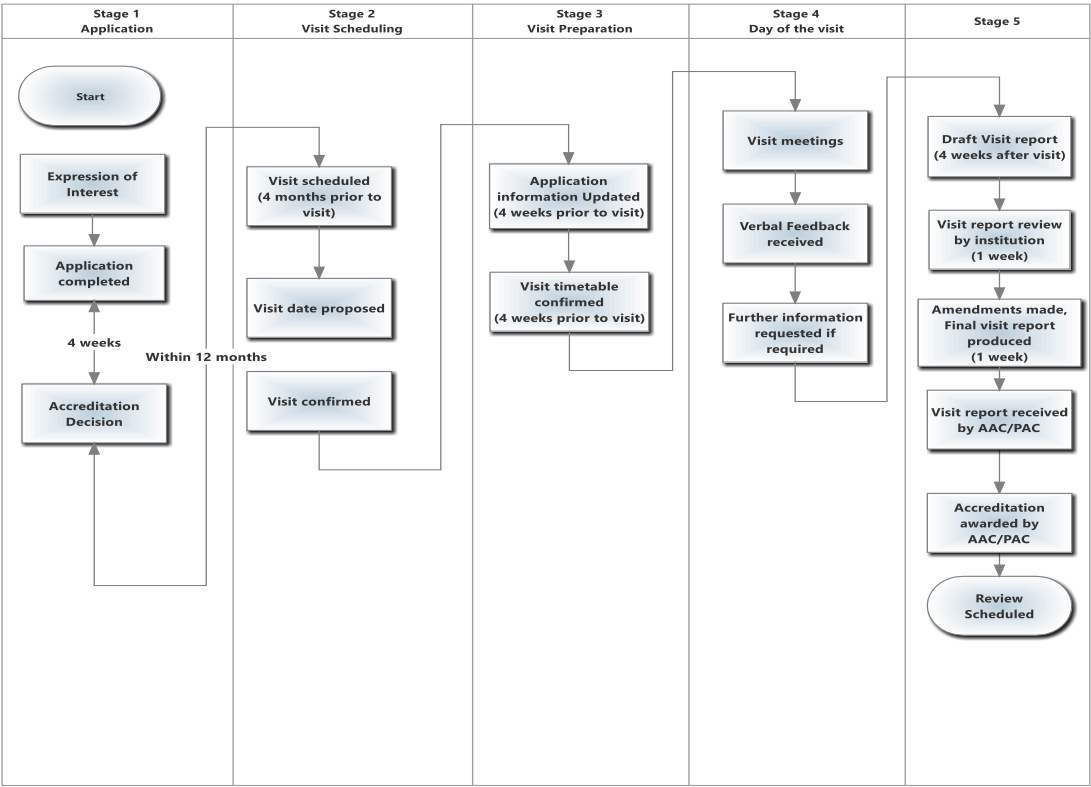 Stage 1
Application
Stage 2
Visit Scheduling
Stage 3
Visit Preparation
Stage 4
Day of the visit
Stage 5
Start
Expression of
Interest
Application
completed
4 weeks
Within 12 months
Accreditation
Decision
Visit scheduled
(4 months prior to
visit)
Visit date proposed
Visit confirmed
Application
information Updated
(4 weeks prior to visit)
Visit timetable
confirmed
(4 weeks prior to visit)
Visit meetings
Verbal Feedback
received
Further information
requested if
required
Draft Visit report
(4 weeks after visit)
Visit report review
by institution
(1 week)
Amendments made,
Final visit report
produced
(1 week)
Visit report received
by AAC/PAC
Accreditation
awarded by
AAC/PAC
Review
Scheduled